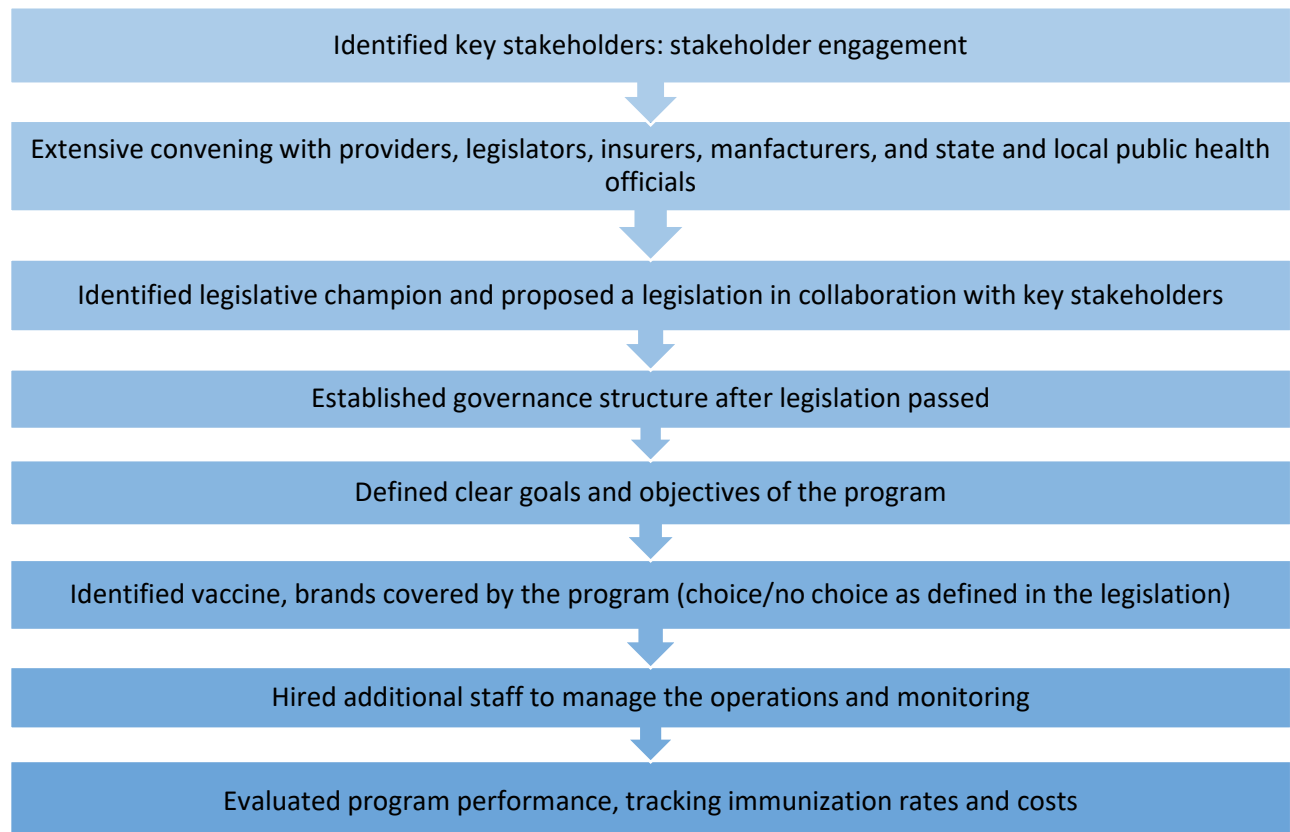 Identified key stakeholders: stakeholder engagement
Extensive convening with providers, legislators, insurers, manfacturers, and state and local public health
officials
Identified legislative champion and proposed a legislation in collaboration with key stakeholders
Established governance structure after legislation passed
Defined clear goals and objectives of the program
Identified vaccine, brands covered by the program (choice/no choice as defined in the legislation)
Hired additional staff to manage the operations and monitoring
Evaluated program performance, tracking immunization rates and costs